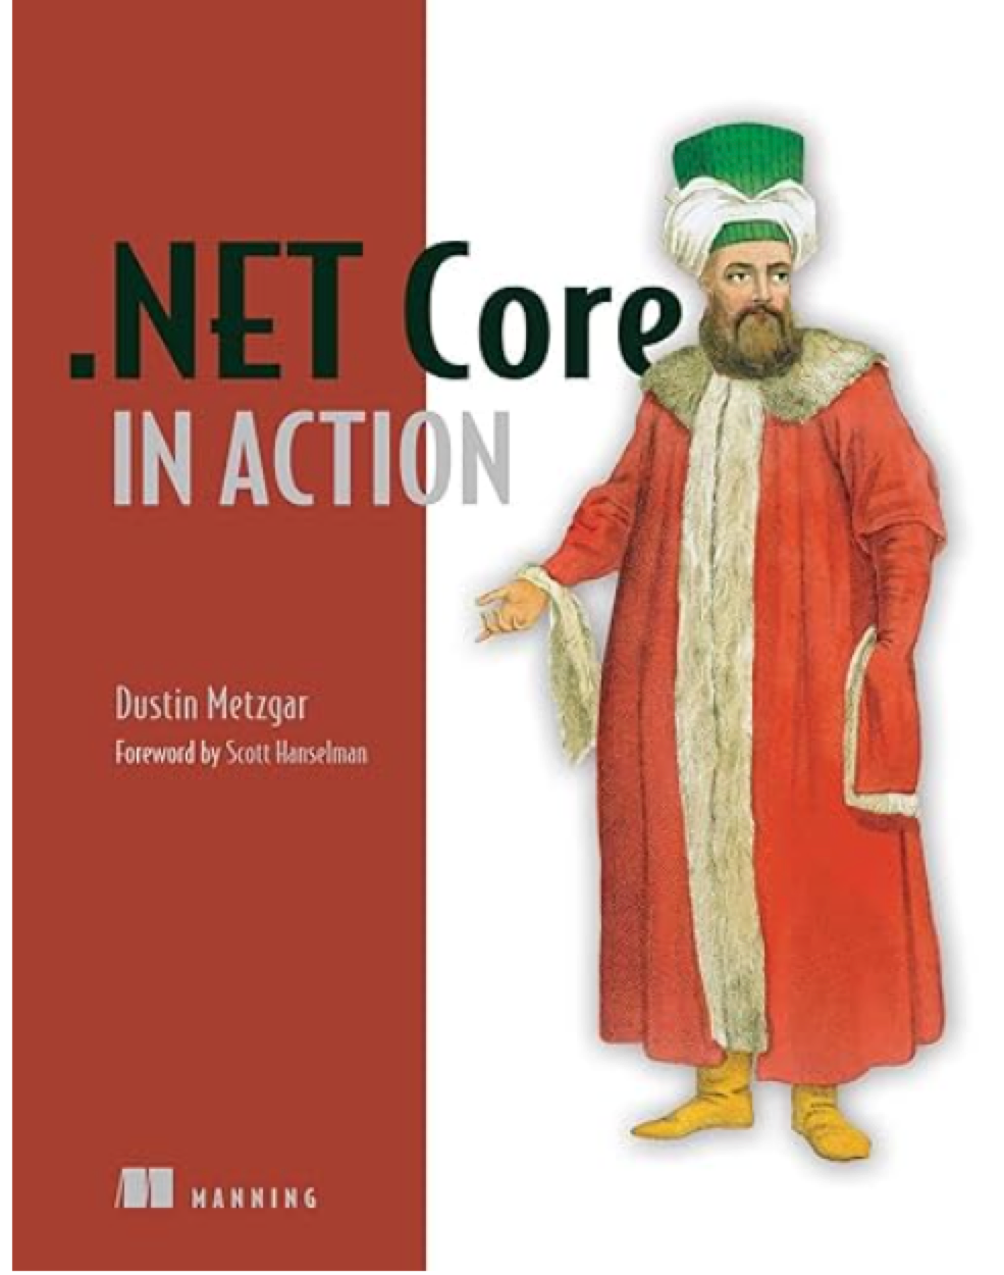 .NET Core
IN ACTION
Dustin Metzgar
Foreword by Scott Hanselman
MANNING